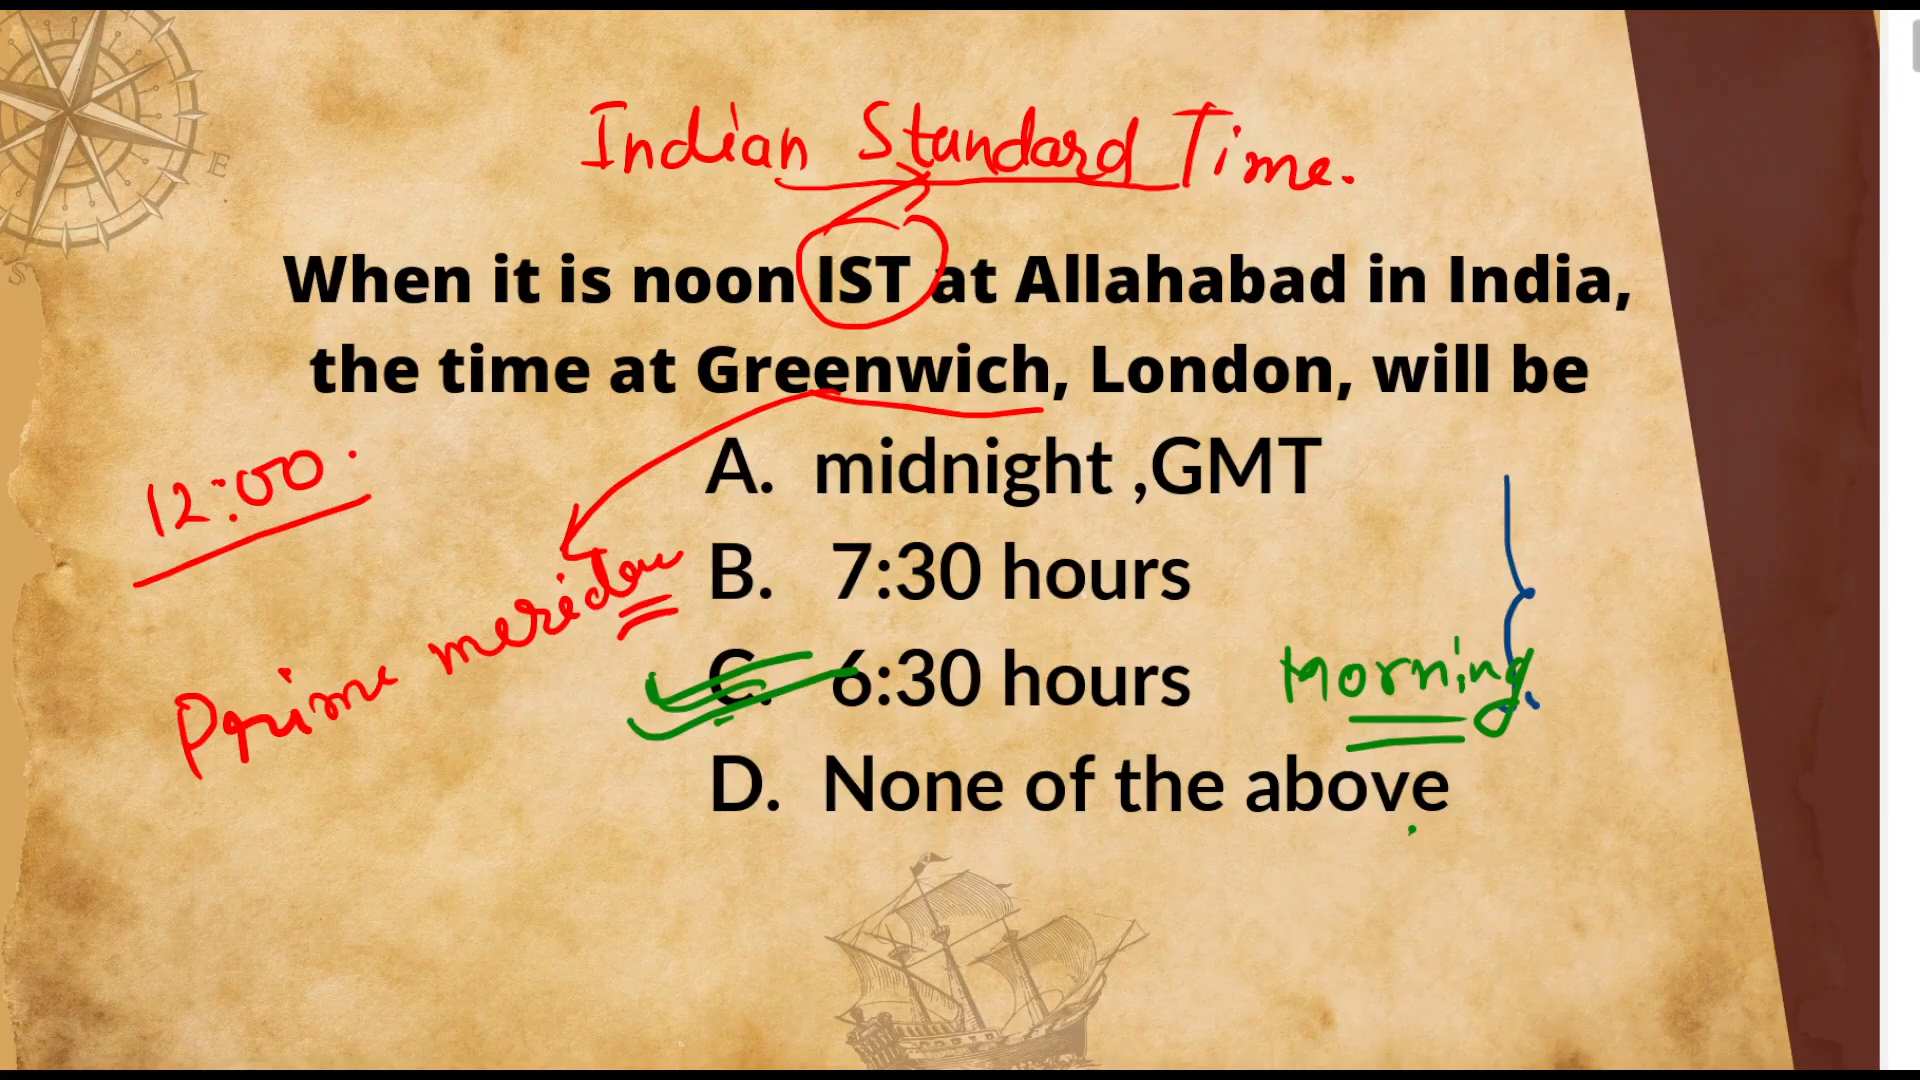 Indian Standard Time.
When it is noon IST at Allahabad in India,
the time at Greenwich, London, will be
12:00
A. midnight ,GMT
B. 7:30 hours
Prime meridan
C. 6:30 hours Morning
D. None of the above
E
S